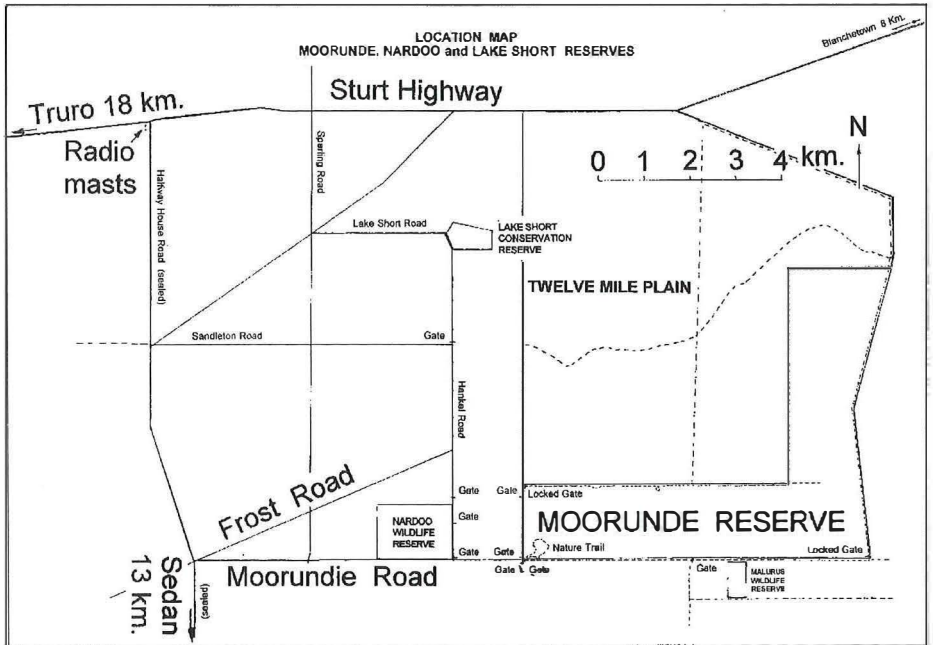 LOCATION MAP
MOORUNDE. NARDOO and LAKE SHORT RESERVES
Blanchetown 8 Km.
Sturt Highway
Truro 18 km.
Radio
masts
N
0 1 2 3 4 km.
Sperling Road
Halfway House Road (sealed)
Lake Short Road
LAKE SHORT
CONSERVATION
RESERVE
TWELVE MILE PLAIN
Sandleton Road
Gate
Hankel Road
Frost Road
Gate
Gate
Locked Gate
Gate
NARDOO
WILDLIFE
RESERVE
MOORUNDE RESERVE
Gate
Gate
Nature Trail
Locked Gate
Moorundie Road
Gate
Gate
Gate
MALURUS
WILDLIFE
RESERVE
Sedan
13 km.
(sealed)